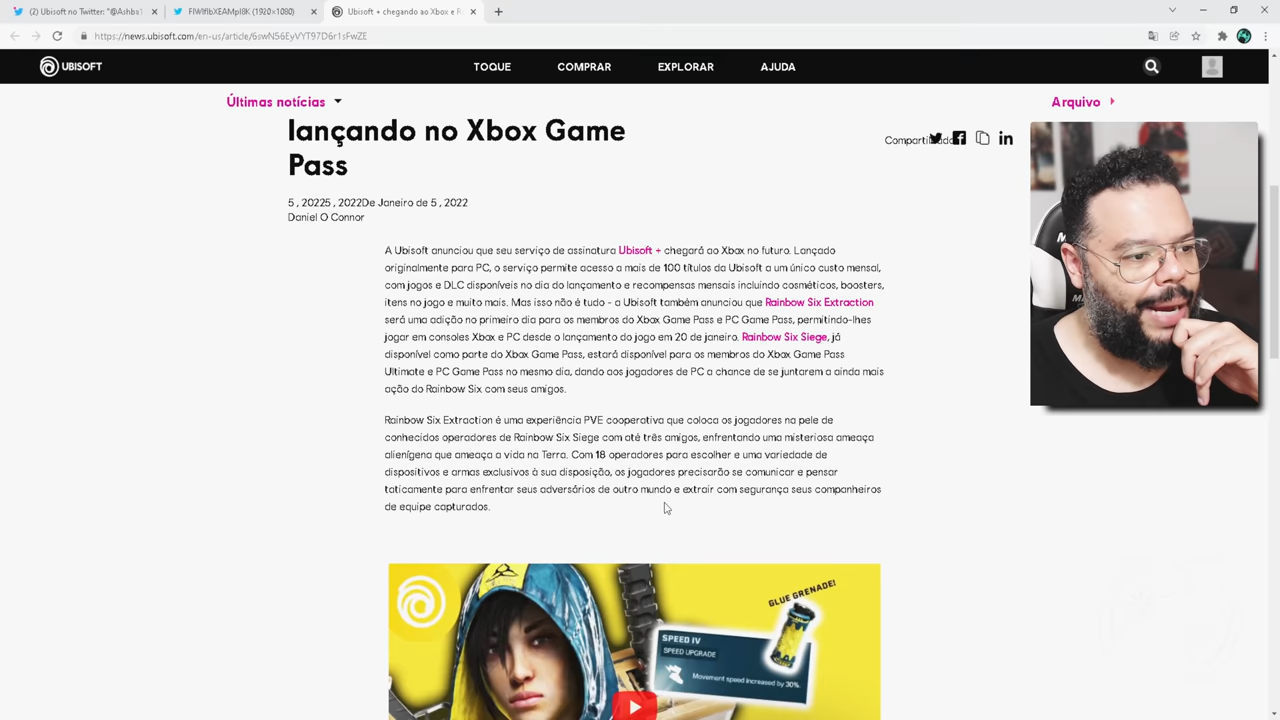 (2) Ubisoft no Twitter: "@Ashba
FIWIflbXEAMpI8K (1920×1080)
Ubisoft + chegando ao Xbox e R
https://news.ubisoft.com/en-us/article/6swN56EyVYT97D6r1sFwZE
UBISOFT
TOQUE
COMPRAR
EXPLORAR
AJUDA
Últimas notícias
Arquivo
lançando no Xbox Game
Pass
Compartilhado
5 , 20225 , 2022De Janeiro de 5 , 2022
Daniel O Connor
A Ubisoft anunciou que seu serviço de assinatura Ubisoft + chegará ao Xbox no futuro. Lançado
originalmente para PC, o serviço permite acesso a mais de 100 títulos da Ubisoft a um único custo mensal,
com jogos e DLC disponíveis no dia do lançamento e recompensas mensais incluindo cosméticos, boosters,
itens no jogo e muito mais. Mas isso não é tudo - a Ubisoft também anunciou que Rainbow Six Extraction
será uma adição no primeiro dia para os membros do Xbox Game Pass e PC Game Pass, permitindo-lhes
jogar em consoles Xbox e PC desde o lançamento do jogo em 20 de janeiro. Rainbow Six Siege, já
disponível como parte do Xbox Game Pass, estará disponível para os membros do Xbox Game Pass
Ultimate e PC Game Pass no mesmo dia, dando aos jogadores de PC a chance de se juntarem a ainda mais
ação do Rainbow Six com seus amigos.
Rainbow Six Extraction é uma experiência PVE cooperativa que coloca os jogadores na pele de
conhecidos operadores de Rainbow Six Siege com até três amigos, enfrentando uma misteriosa ameaça
alienígena que ameaça a vida na Terra. Com 18 operadores para escolher e uma variedade de
dispositivos e armas exclusivos à sua disposição, os jogadores precisarão se comunicar e pensar
taticamente para enfrentar seus adversários de outro mundo e extrair com segurança seus companheiros
de equipe capturados.
GLUE GRENADE!
SPEED IV
SPEED UPGRADE
Movement speed increased by 30%.